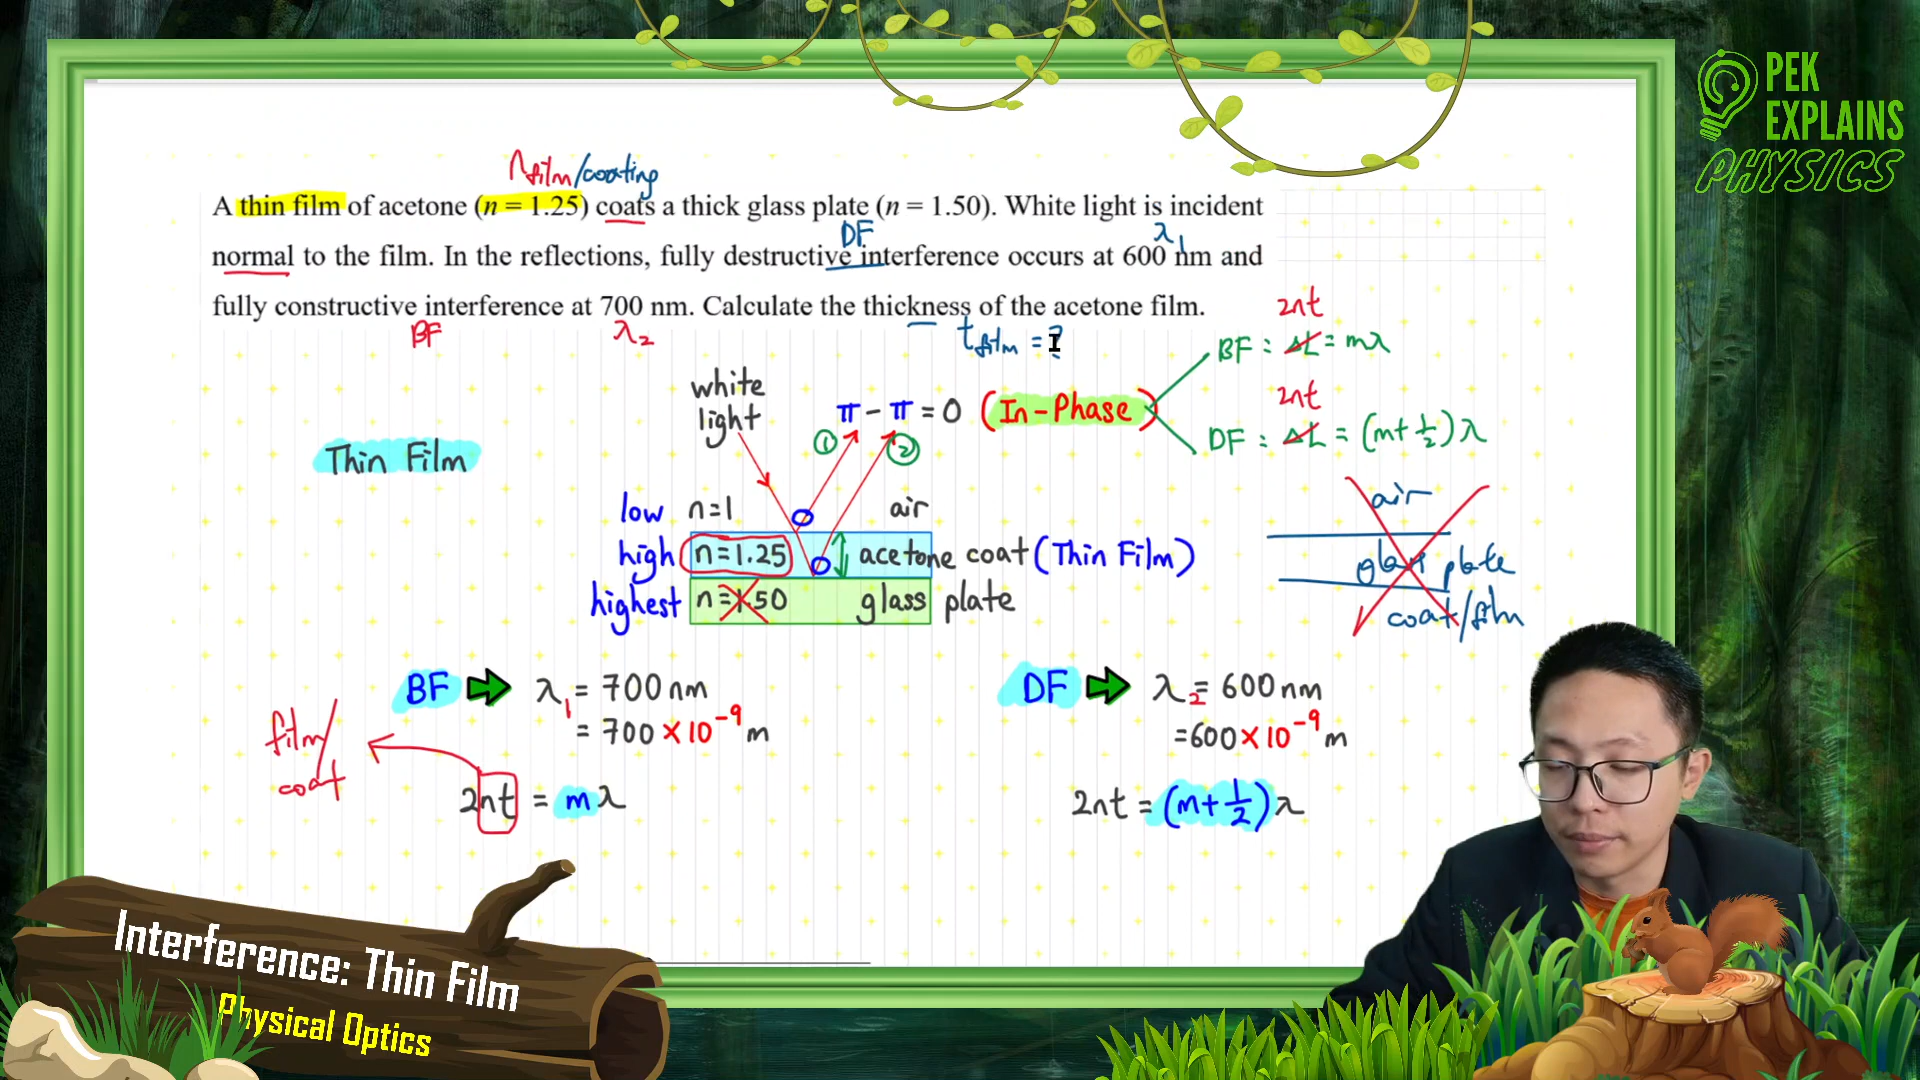 PEK
EXPLAINS
PHYSICS
n film/coating
A thin film of acetone (n = 1.25) coats a thick glass plate (n = 1.50). White light is incident
DF λ1
normal to the film. In the reflections, fully destructive interference occurs at 600 nm and
fully constructive interference at 700 nm. Calculate the thickness of the acetone film.
BF λ2 t film = ?
2nt
BF : ΔL = mλ
white
light
π - π = 0 (In-Phase)
2nt
DF : ΔL = (m+1/2)λ
① ②
Thin Film
low n=1 air
high n=1.25 acetone coat (Thin Film)
highest n=1.50 glass plate
air
glass plate
coat/film
BF λ1 = 700 nm
= 700 ×10⁻⁹ m
film/
coat
2nt = mλ
DF λ2 = 600 nm
=600 ×10⁻⁹ m
2nt = (m+1/2)λ
Interference: Thin Film
Physical Optics